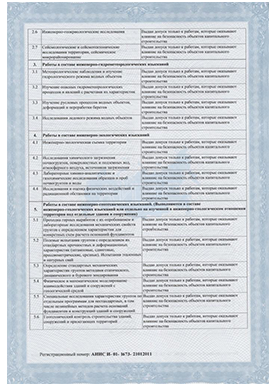 2.6 Инженерно-геокриологические исследования
Выдан допуск только к работам, которые оказывают
влияние на безопасность объектов капитального
строительства
2.7 Сейсмологические и сейсмотектонические
исследования территории, сейсмическое
микрорайонирование
Выдан допуск только к работам, которые оказывают
влияние на безопасность объектов капитального
строительства
3. Работы в составе инженерно-гидрометеорологических изысканий
3.1 Метеорологические наблюдения и изучение
гидрологического режима водных объектов
Выдан допуск только к работам, которые оказывают
влияние на безопасность объектов капитального
строительства
3.2 Изучение опасных гидрометеорологических
процессов и явлений с расчетами их характеристик
Выдан допуск только к работам, которые оказывают
влияние на безопасность объектов капитального
строительства
3.3 Изучение русловых процессов водных объектов,
деформаций и переработки берегов
Выдан допуск только к работам, которые оказывают
влияние на безопасность объектов капитального
строительства
3.4 Исследования ледового режима водных объектов
Выдан допуск только к работам, которые оказывают
влияние на безопасность объектов капитального
строительства
4. Работы в составе инженерно-экологических изысканий
4.1 Инженерно-экологическая съемка территории
Выдан допуск только к работам, которые оказывают
влияние на безопасность объектов капитального
строительства
4.2 Исследования химического загрязнения
почвогрунтов, поверхностных и подземных вод,
атмосферного воздуха, источников загрязнения
Выдан допуск только к работам, которые оказывают
влияние на безопасность объектов капитального
строительства
4.3 Лабораторные химико-аналитические и
газохимические исследования образцов и проб
почвогрунтов и воды
Выдан допуск только к работам, которые оказывают
влияние на безопасность объектов капитального
строительства
4.4 Исследования и оценка физических воздействий и
радиационной обстановки на территории
Выдан допуск только к работам, которые оказывают
влияние на безопасность объектов капитального
строительства
5. Работы в составе инженерно-геотехнических изысканий. (Выполняются в составе
инженерно-геологических изысканий или отдельно на изученной в инженерно-геологическом отношении
территории под отдельные здания и сооружения)
5.1 Проходка горных выработок с их опробованием и
лабораторные исследования механических свойств
грунтов с определением характеристик для
конкретных схем расчета оснований фундаментов
Выдан допуск только к работам, которые оказывают
влияние на безопасность объектов капитального
строительства
5.2 Полевые испытания грунтов с определением их
стандартных прочностных и деформационных
характеристик (штамповые, сдвиговые,
прессиометрические, срезные). Испытания эталонных
и натурных свай
Выдан допуск только к работам, которые оказывают
влияние на безопасность объектов капитального
строительства
5.3 Определение стандартных механических
характеристик грунтов методами статического,
динамического и бурового зондирования
Выдан допуск только к работам, которые оказывают
влияние на безопасность объектов капитального
строительства
5.4 Физическое и математическое моделирование
взаимодействия зданий и сооружений с
геологической средой
Выдан допуск только к работам, которые оказывают
влияние на безопасность объектов капитального
строительства
5.5 Специальные исследования характеристик грунтов по
отдельным программам для нестандартных, в том
числе нелинейных методов расчета оснований
фундаментов и конструкций зданий и сооружений
Выдан допуск только к работам, которые оказывают
влияние на безопасность объектов капитального
строительства
5.6 Геотехнический контроль строительства зданий,
сооружений и прилегающих территорий
Выдан допуск только к работам, которые оказывают
влияние на безопасность объектов капитального
строительства
Регистрационный номер: АИИС И- 01- 1673- 21012011